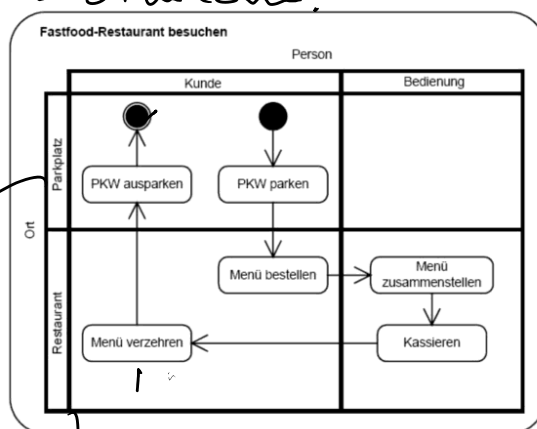 Fastfood-Restaurant besuchen
Person
Kunde
Bedienung
Ort
Parkplatz
PKW ausparken
PKW parken
Restaurant
Menü bestellen
Menü
zusammenstellen
Menü verzehren
Kassieren